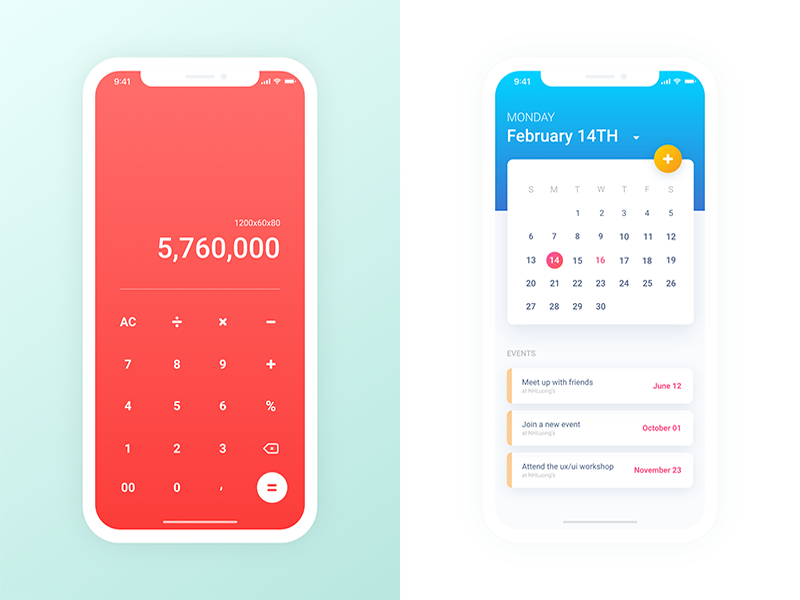 9:41
1200x60x80
5,760,000
AC ÷ × −
7 8 9 +
4 5 6 %
1 2 3
00 0 , =
9:41
MONDAY
February 14TH
+
S M T W T F S
1 2 3 4 5
6 7 8 9 10 11 12
13 14 15 16 17 18 19
20 21 22 23 24 25 26
27 28 29 30
EVENTS
Meet up with friends
at NHLuong's
June 12
Join a new event
at NHLuong's
October 01
Attend the ux/ui workshop
at NHLuong's
November 23